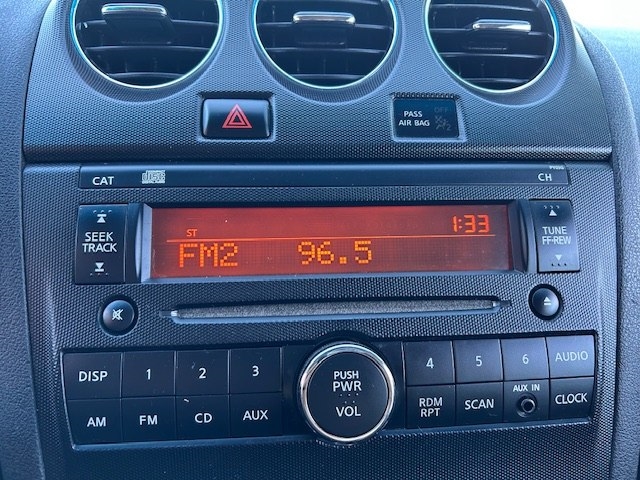 PASS
AIR BAG
OFF
CAT
CH
SEEK
TRACK
ST
1:33
FM2 96.5
TUNE
FF-REW
DISP 1 2 3
AM FM CD AUX
PUSH
PWR
VOL
4 5 6 AUDIO
RDM
RPT
SCAN
AUX IN
CLOCK